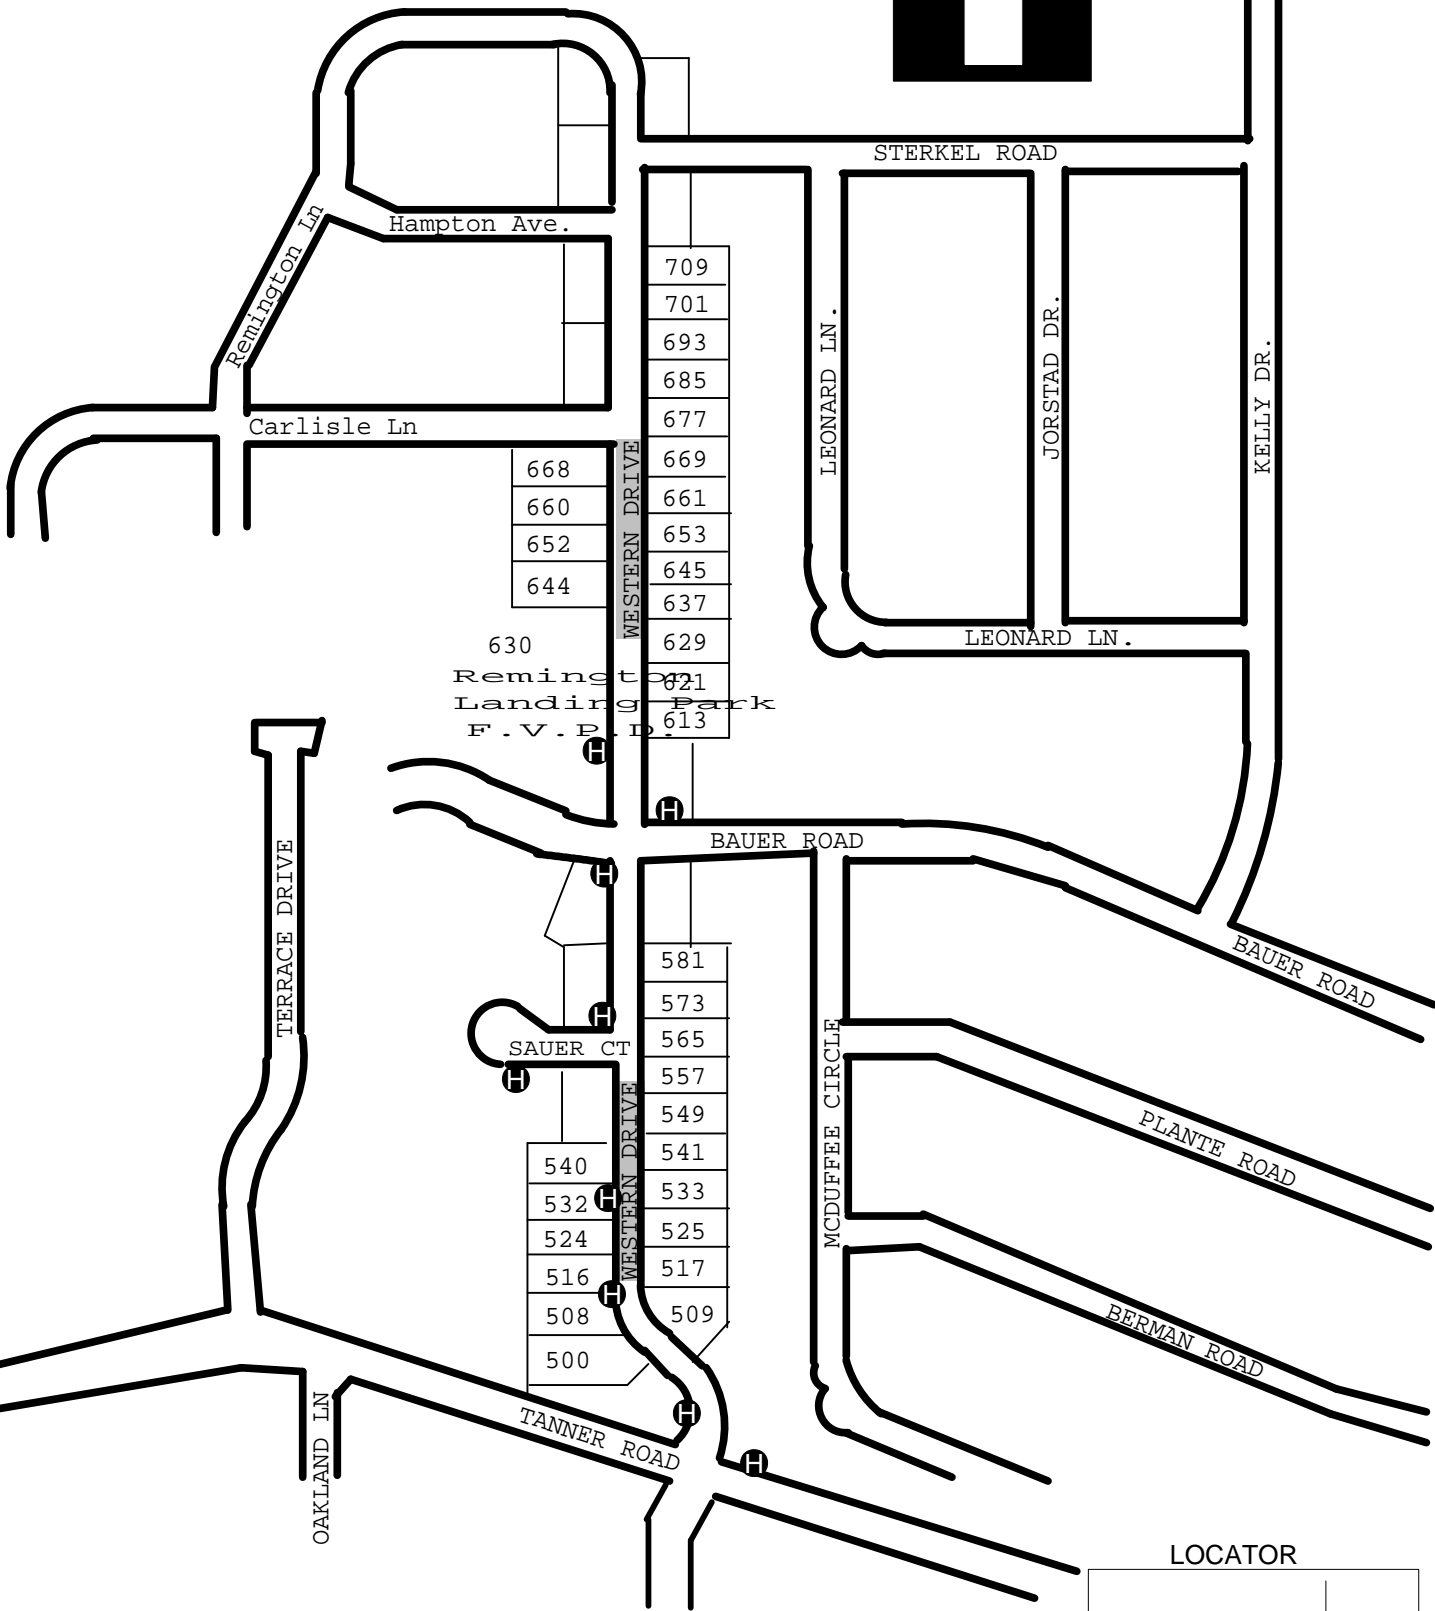 STERKEL ROAD
Remington Ln
Hampton Ave.
709
701
693
685
677
LEONARD LN.
JORSTAD DR.
KELLY DR.
Carlisle Ln
WESTERN DRIVE
668
660
652
644
669
661
653
645
637
629
621
613
630
Remington
Landing Park
F.V.P.D.
LEONARD LN.
H
H
BAUER ROAD
H
TERRACE DRIVE
BAUER ROAD
581
573
565
557
549
541
533
525
517
509
H
SAUER CT
H
WESTERN DRIVE
MCDUFFEE CIRCLE
PLANTE ROAD
540
532
H
524
516
H
508
500
BERMAN ROAD
H
TANNER ROAD
H
OAKLAND LN
LOCATOR